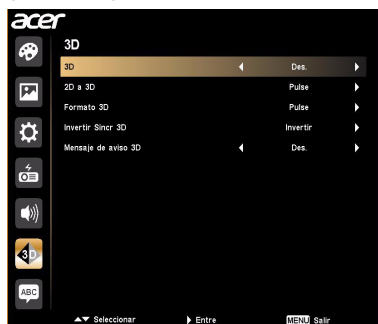 acer
3D
3D Des.
2D a 3D Pulse
Formato 3D Pulse
Invertir Sincr 3D Invertir
Mensaje de aviso 3D Des.
3D
ABC
Seleccionar Entre MENU Salir